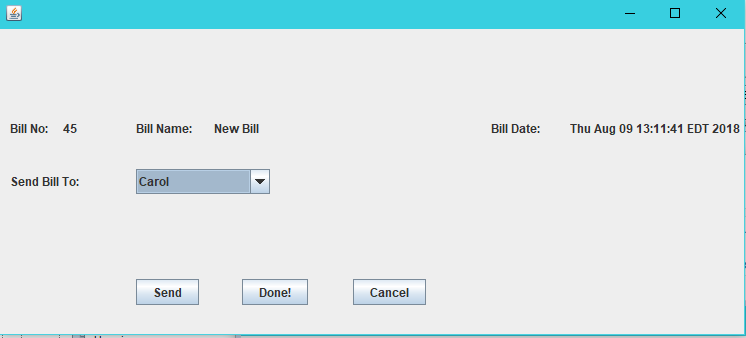 Bill No: 45 Bill Name: New Bill Bill Date: Thu Aug 09 13:11:41 EDT 2018
Send Bill To: Carol
Send Done! Cancel